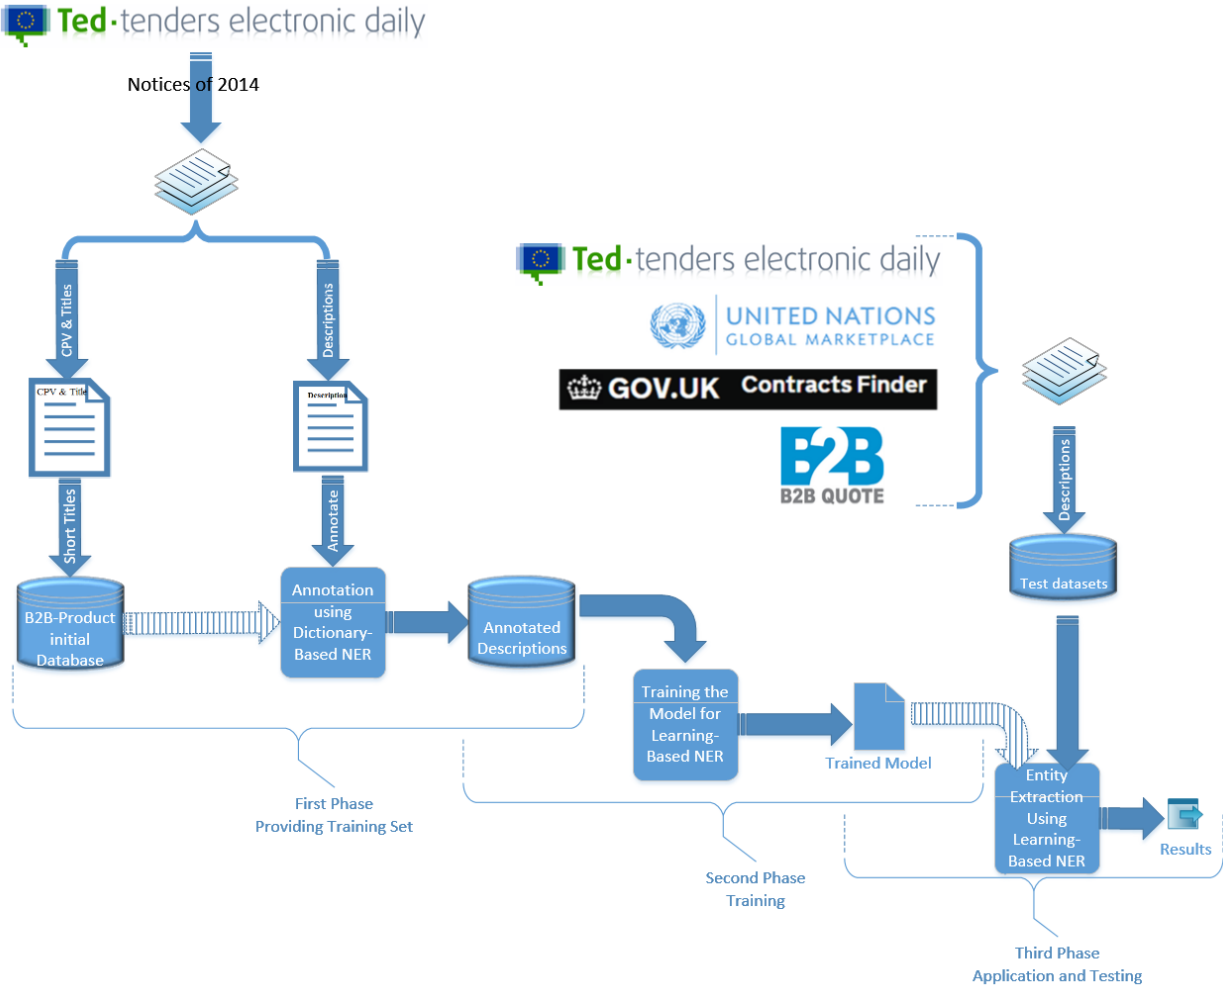 Ted·tenders electronic daily
Notices of 2014
CPV & Titles
Descriptions
CPV & Title
Description
Short Titles
Annotate
B2B-Product
initial
Database
Annotation
using
Dictionary-
Based NER
Annotated
Descriptions
Ted·tenders electronic daily
UNITED NATIONS
GLOBAL MARKETPLACE
GOV.UK Contracts Finder
B2B
B2B QUOTE
Descriptions
Test datasets
Training the
Model for
Learning-
Based NER
Trained Model
Entity
Extraction
Using
Learning-
Based NER
Results
First Phase
Providing Training Set
Second Phase
Training
Third Phase
Application and Testing